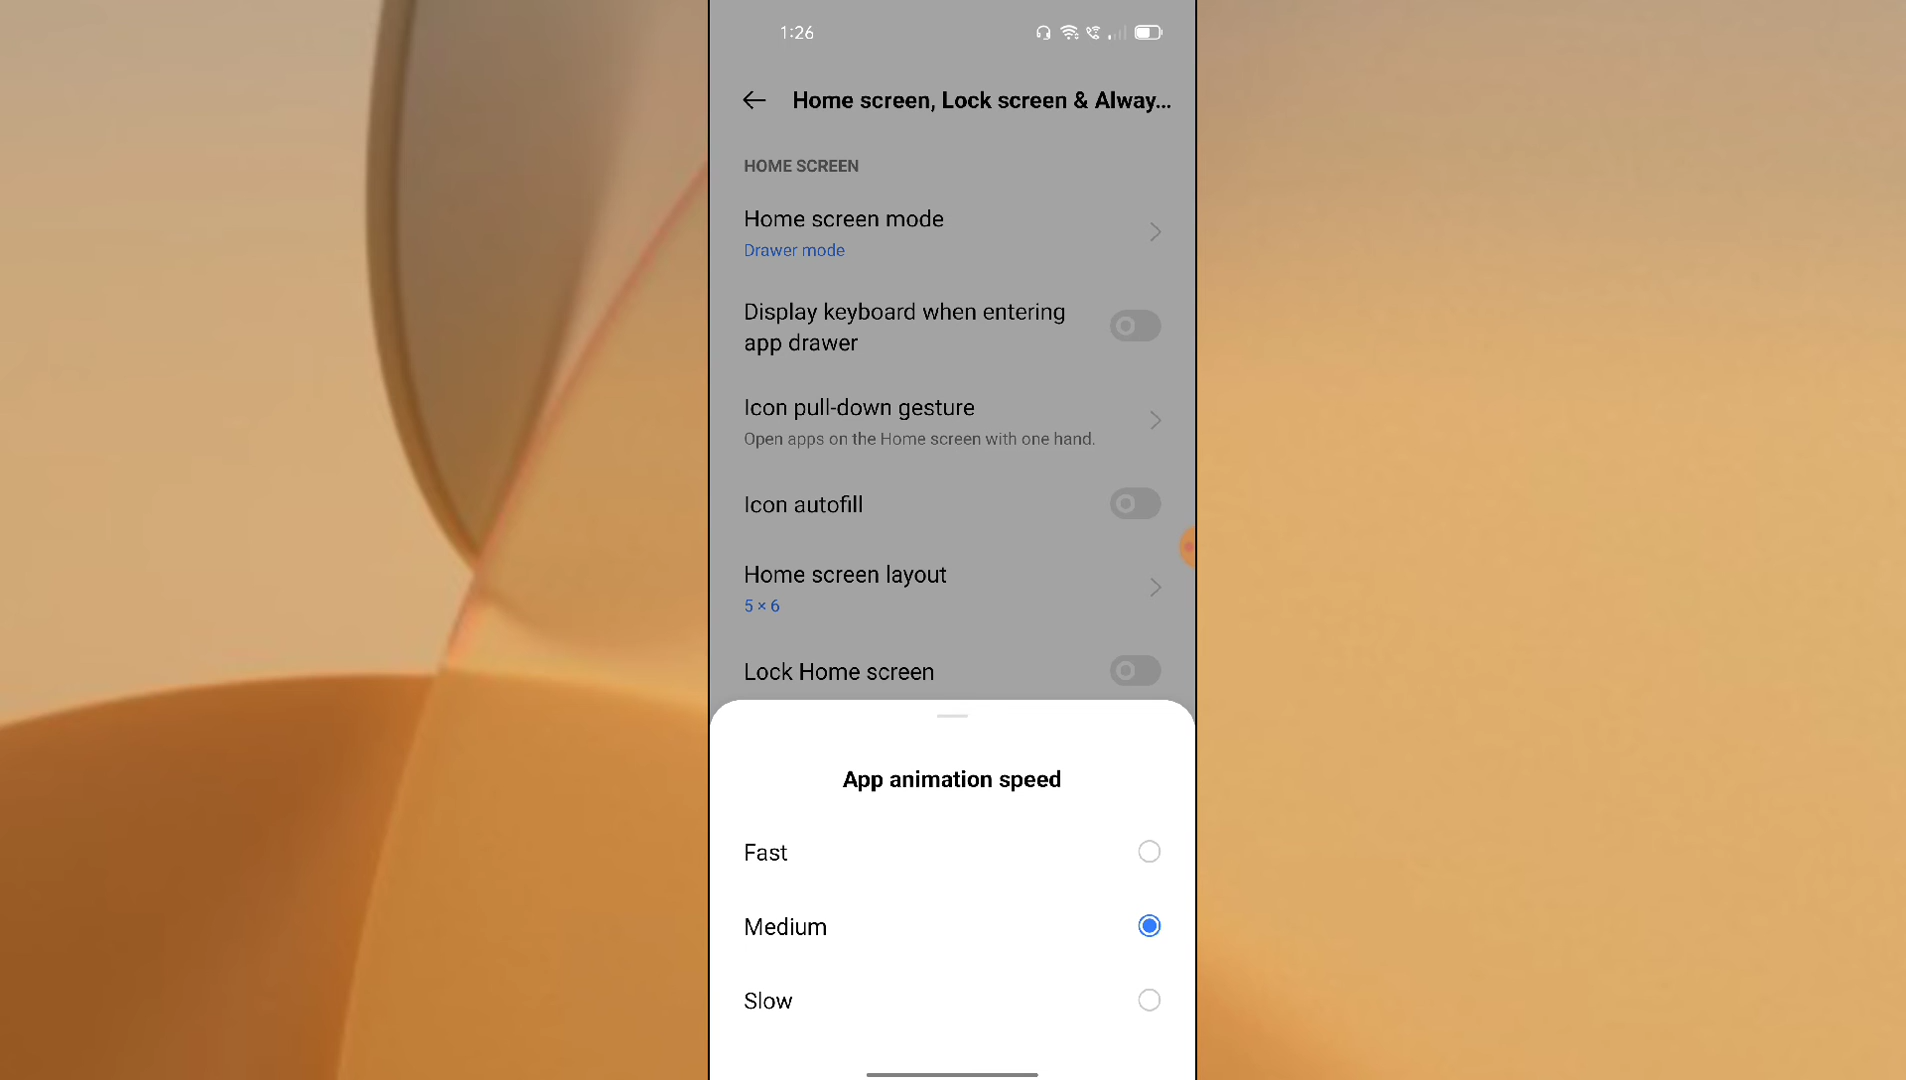 1:26
Home screen, Lock screen & Alway...
HOME SCREEN
Home screen mode
Drawer mode
Display keyboard when entering
app drawer
Icon pull-down gesture
Open apps on the Home screen with one hand.
Icon autofill
Home screen layout
5 × 6
Lock Home screen
App animation speed
Fast
Medium
Slow